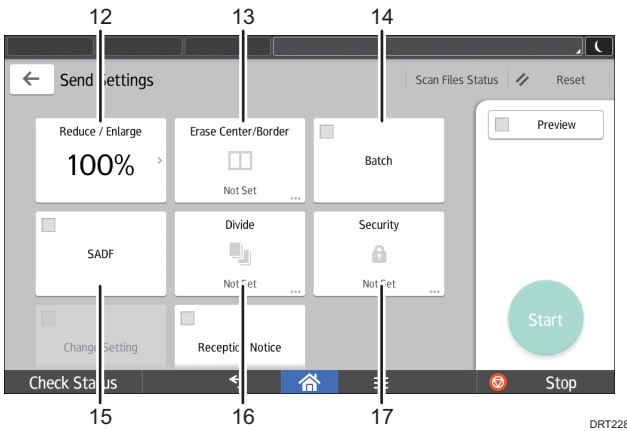 12
13
14
Send Settings
Scan Files Status
Reset
Reduce / Enlarge
100%
Erase Center/Border
Not Set
Batch
Preview
SADF
Divide
Not Set
Security
Not Set
Start
Change Setting
Reception Notice
Check Status
Stop
15
16
17
DRT228